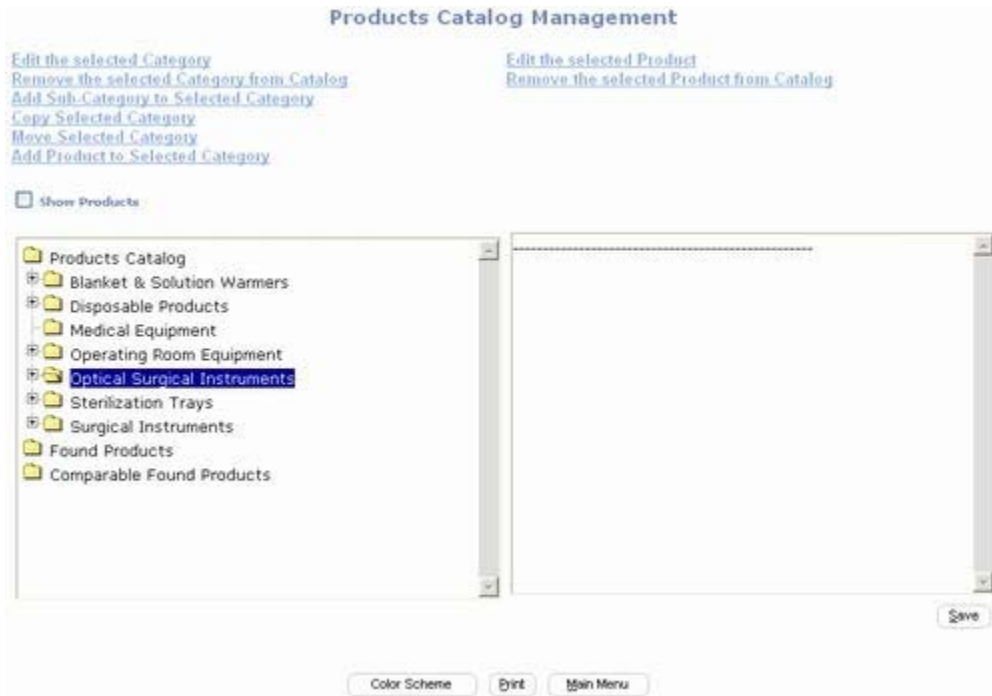 Products Catalog Management
Edit the selected Category
Remove the selected Category from Catalog
Add Sub-Category to Selected Category
Copy Selected Category
Move Selected Category
Add Product to Selected Category
Edit the selected Product
Remove the selected Product from Catalog
Show Products
Products Catalog
Blanket & Solution Warmers
Disposable Products
Medical Equipment
Operating Room Equipment
Optical Surgical Instruments
Sterilization Trays
Surgical Instruments
Found Products
Comparable Found Products
Save
Color Scheme Print Main Menu